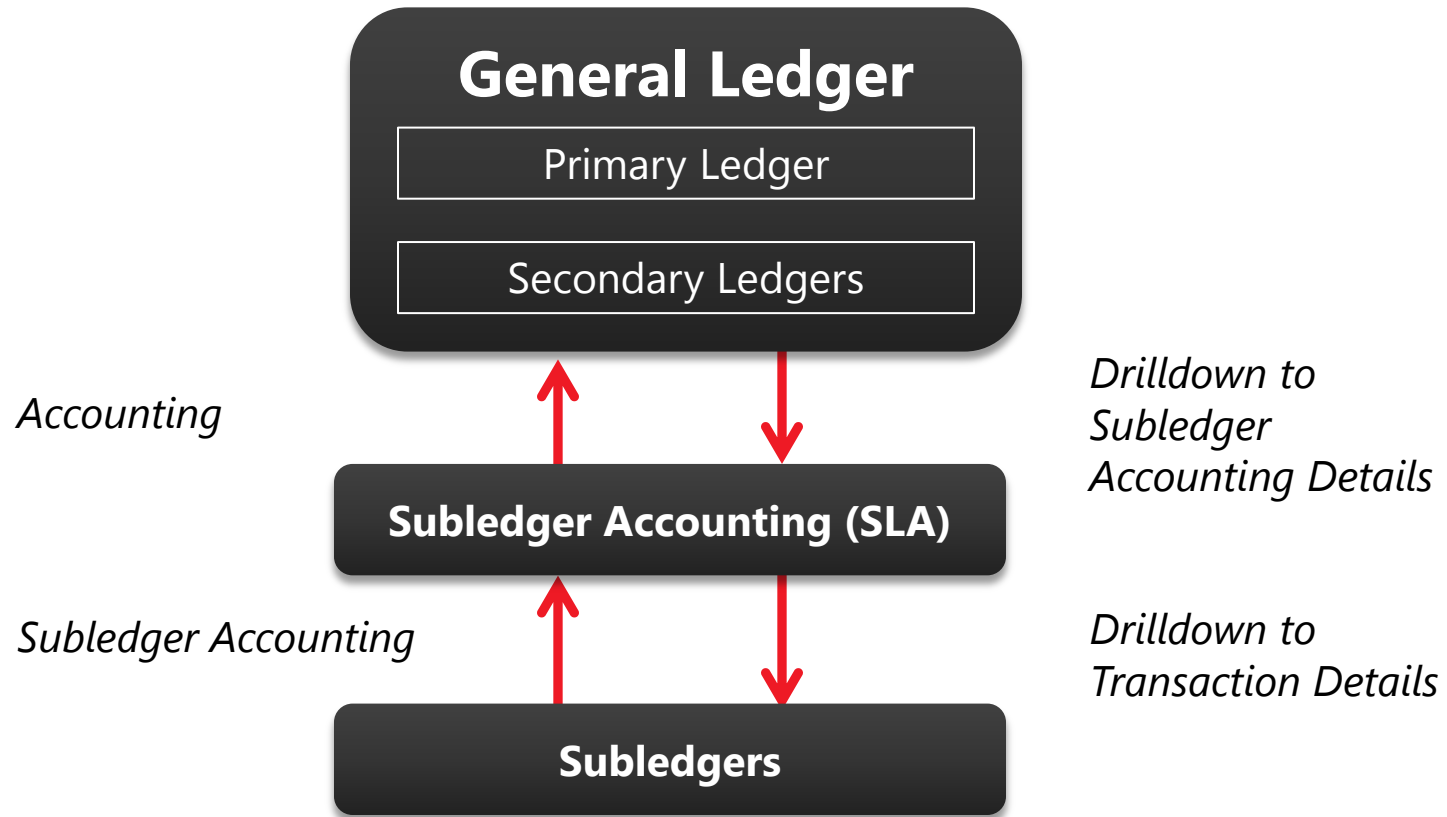 General Ledger
Primary Ledger
Secondary Ledgers
Accounting
Drilldown to
Subledger
Accounting Details
Subledger Accounting (SLA)
Subledger Accounting
Drilldown to
Transaction Details
Subledgers